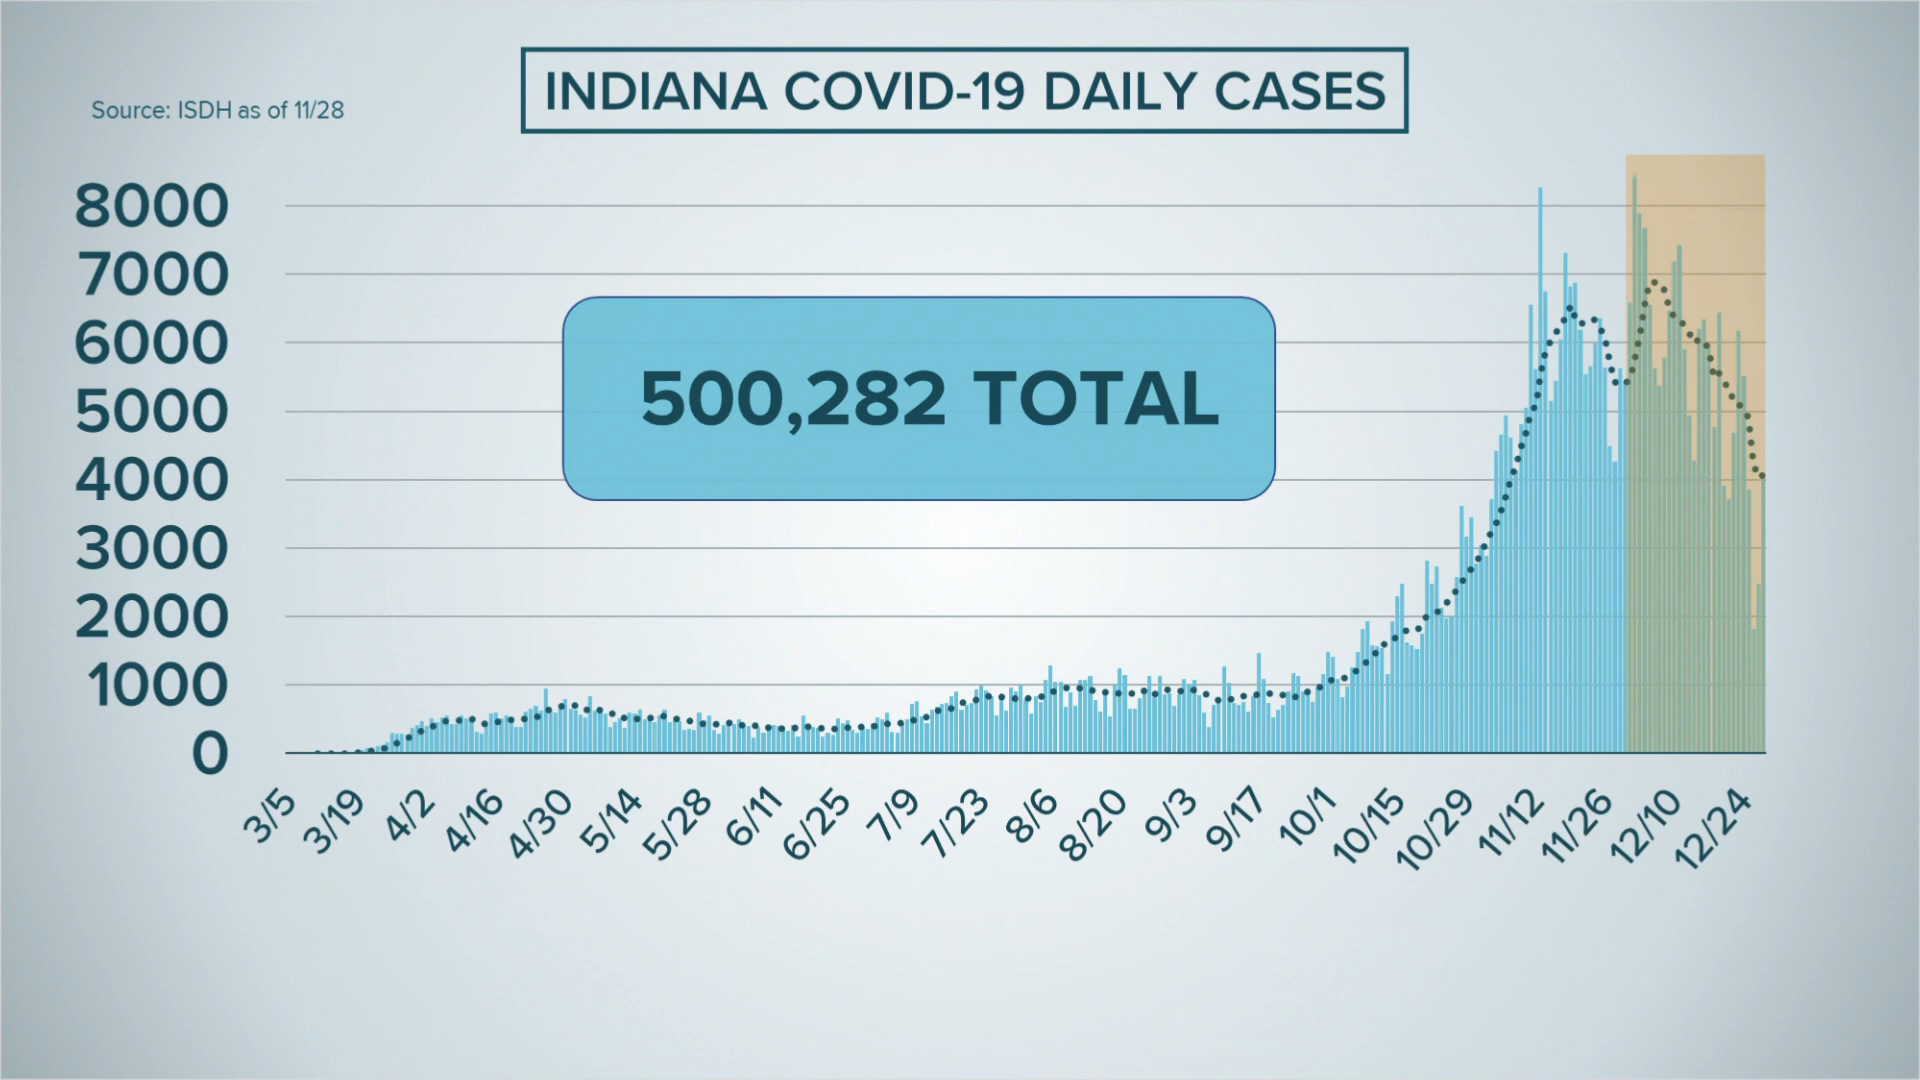 INDIANA COVID-19 DAILY CASES
Source: ISDH as of 11/28
8000
7000
6000
5000
4000
3000
2000
1000
0
500,282 TOTAL
3/5 3/19 4/2 4/16 4/30 5/14 5/28 6/11 6/25 7/9 7/23 8/6 8/20 9/3 9/17 10/1 10/15 10/29 11/12 11/26 12/10 12/24